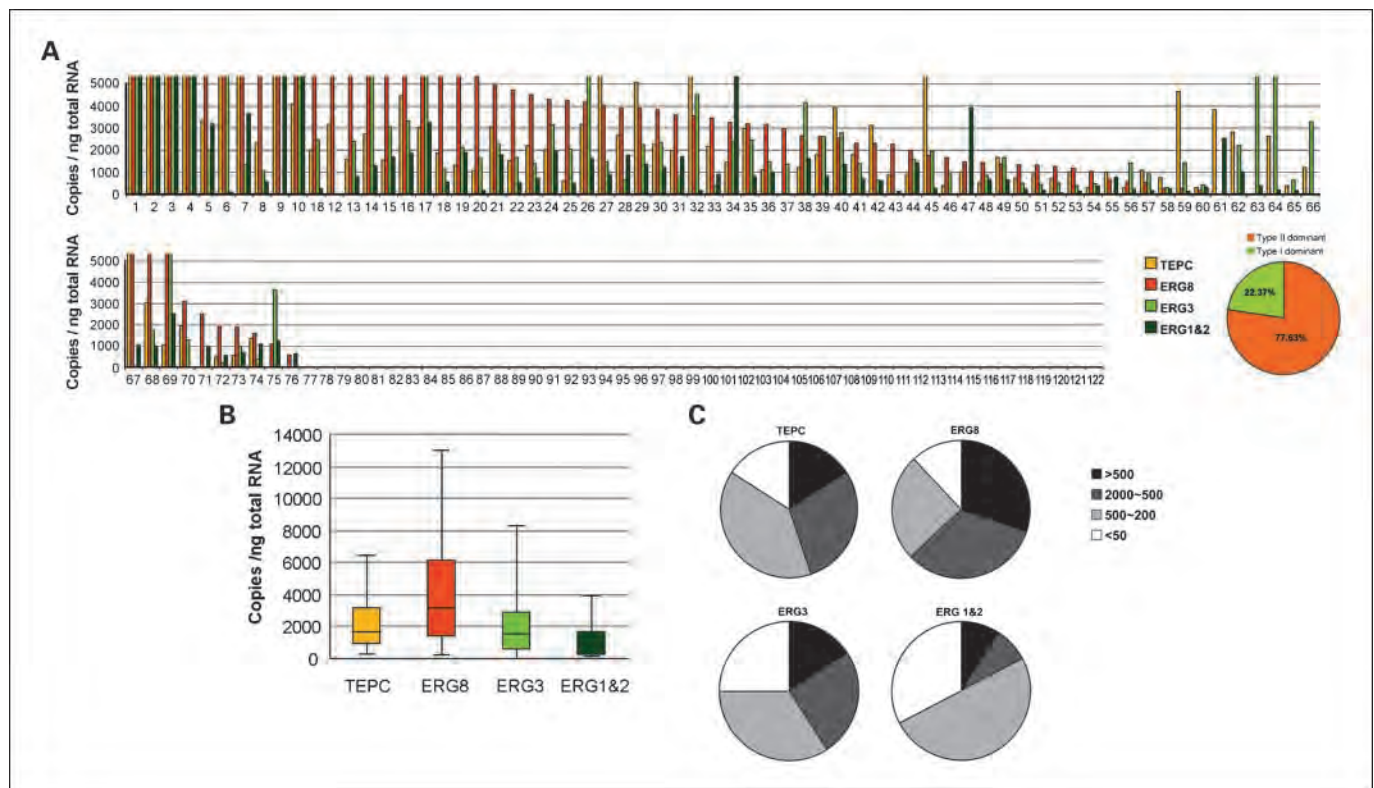 A
Copies / ng total RNA
5000
4000
3000
2000
1000
0
1 2 3 4 5 6 7 8 9 10 18 12 13 14 15 16 17 18 19 20 21 22 23 24 25 26 27 28 29 30 31 32 33 34 35 36 37 38 39 40 41 42 43 44 45 46 47 48 49 50 51 52 53 54 55 56 57 58 59 60 61 62 63 64 65 66
Copies / ng total RNA
5000
4000
3000
2000
1000
0
67 68 69 70 71 72 73 74 75 76 77 78 79 80 81 82 83 84 85 86 87 88 89 90 91 92 93 94 95 96 97 98 99 100 101 102 103 104 105 106 107 108 109 110 111 112 113 114 115 116 117 118 119 120 121 122
TEPC
ERG8
ERG3
ERG1&2
Type II dominant
Type I dominant
22.37%
77.63%
B
Copies /ng total RNA
14000
12000
10000
8000
6000
4000
2000
0
TEPC ERG8 ERG3 ERG1&2
C
TEPC
ERG8
ERG3
ERG 1&2
>500
2000~500
500~200
<50